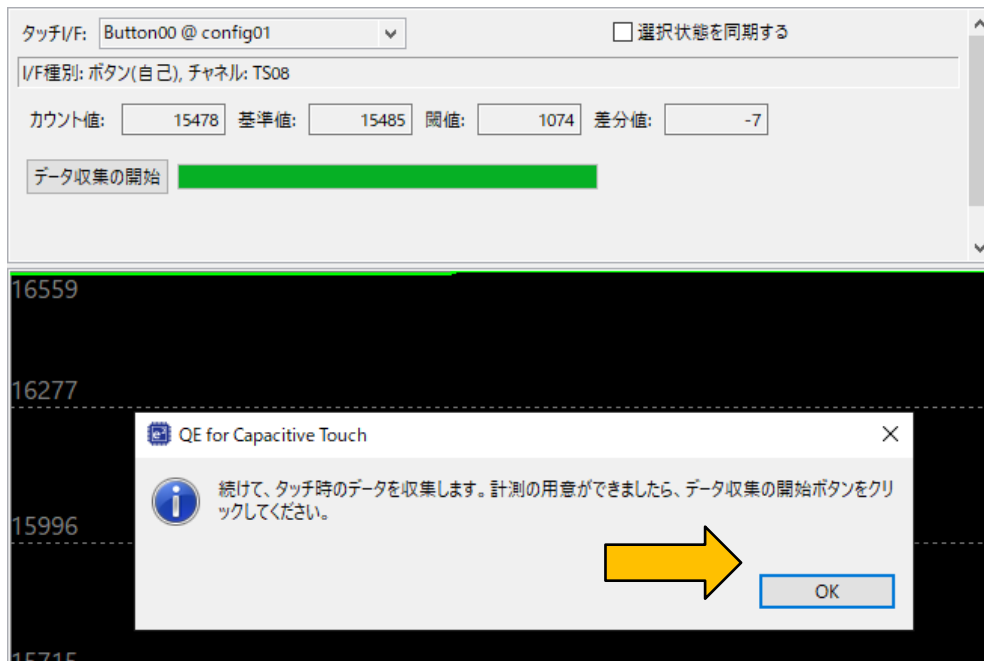 タッチI/F: Button00 @ config01 選択状態を同期する
I/F種別: ボタン(自己), チャネル: TS08
カウント値: 15478 基準値: 15485 閾値: 1074 差分値: -7
データ収集の開始
16559
16277
QE for Capacitive Touch
続けて、タッチ時のデータを収集します。計測の用意ができましたら、データ収集の開始ボタンをクリ
ックしてください。
15996
OK
15715